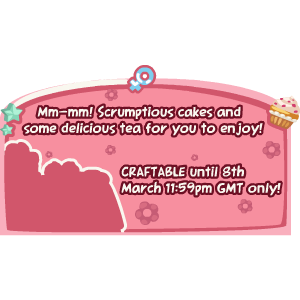 Mm-mm! Scrumptious cakes and
some delicious tea for you to enjoy!
CRAFTABLE until 8th
March 11:59pm GMT only!